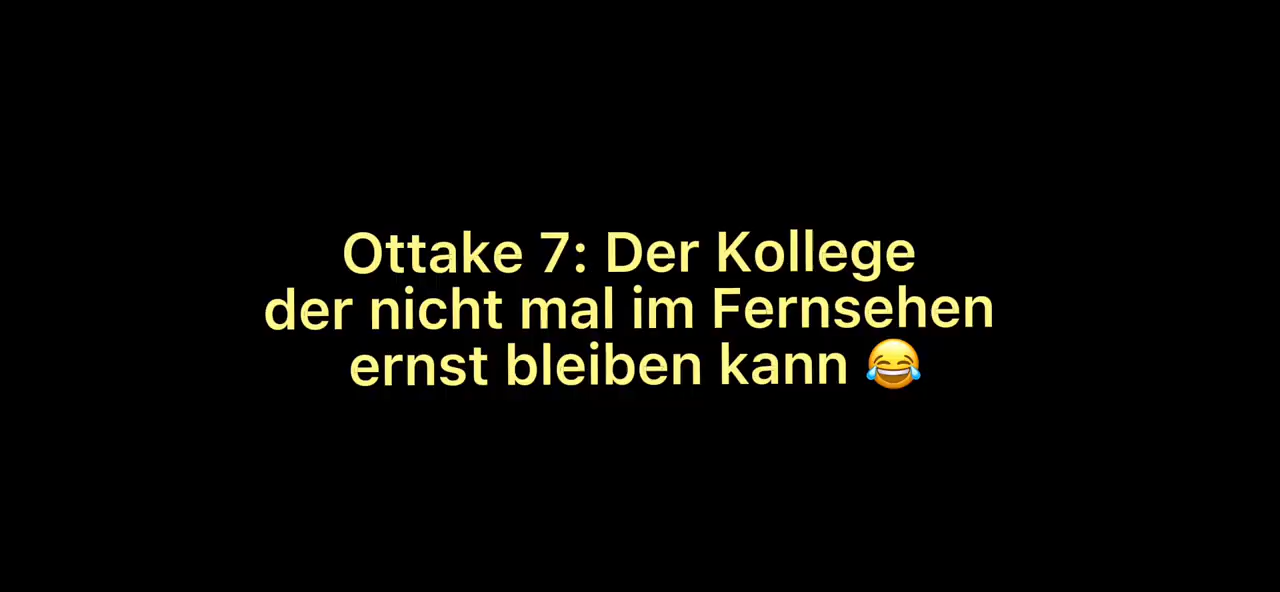 Ottake 7: Der Kollege
der nicht mal im Fernsehen
ernst bleiben kann 😂